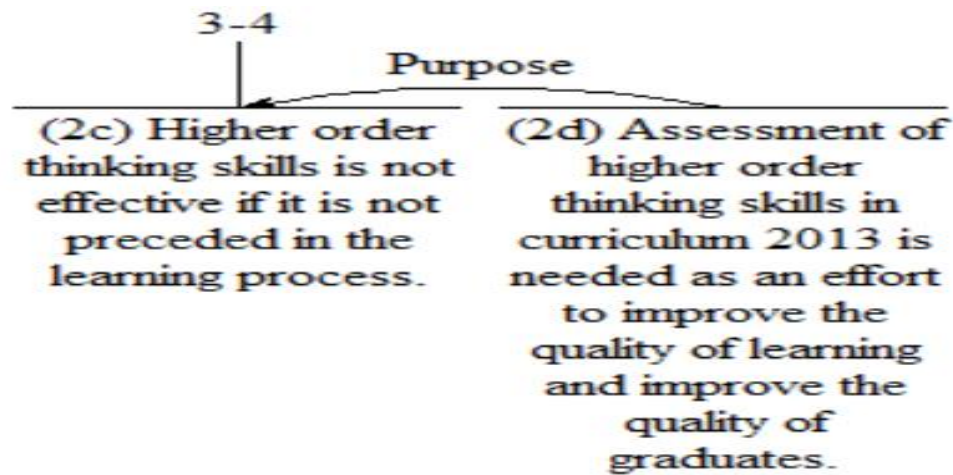 3-4
Purpose
(2c) Higher order
thinking skills is not
effective if it is not
preceded in the
learning process.
(2d) Assessment of
higher order
thinking skills in
curriculum 2013 is
needed as an effort
to improve the
quality of learning
and improve the
quality of
graduates.